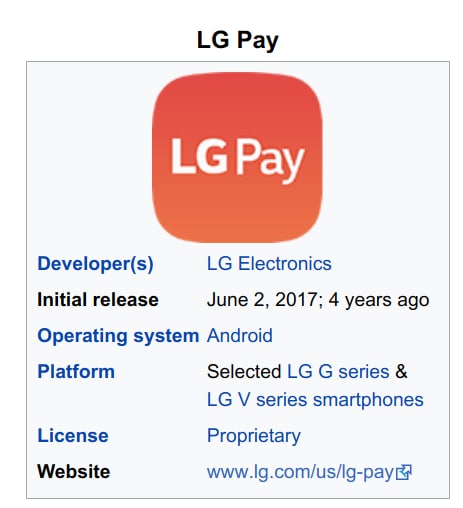 LG Pay
LG Pay
Developer(s) LG Electronics
Initial release June 2, 2017; 4 years ago
Operating system Android
Platform Selected LG G series &
LG V series smartphones
License Proprietary
Website www.lg.com/us/lg-pay